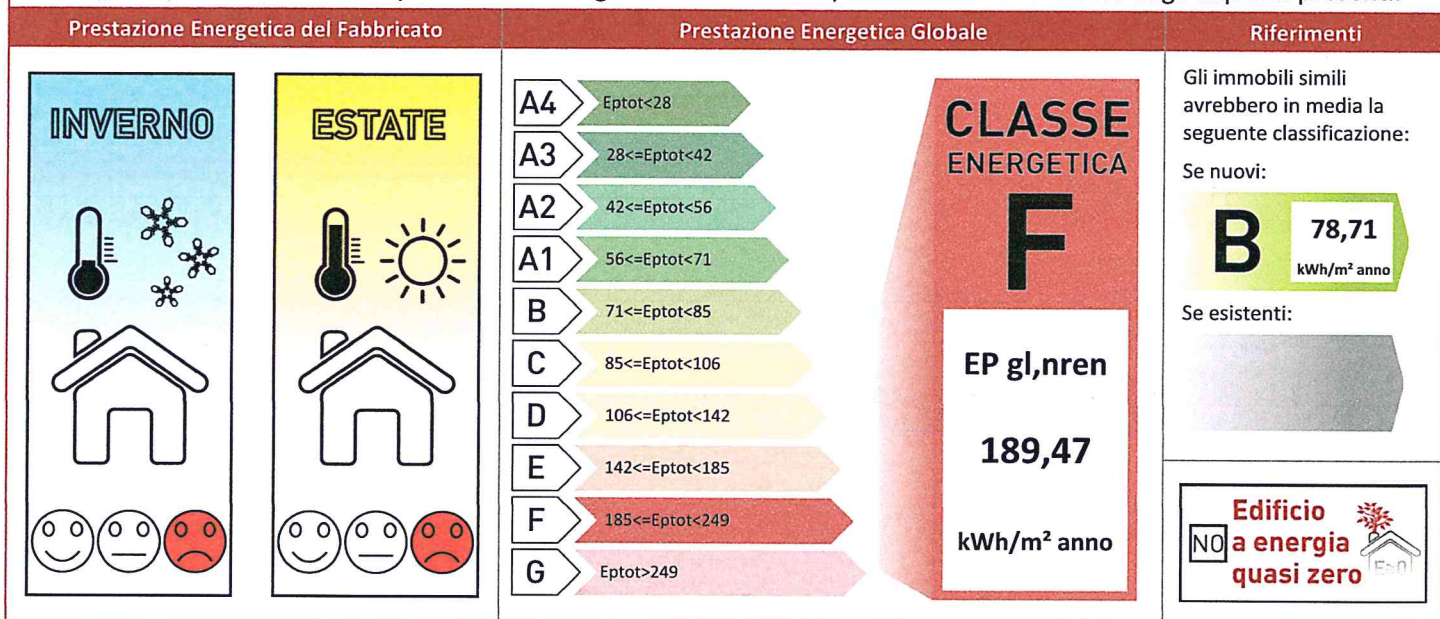 Prestazione Energetica del Fabbricato
Prestazione Energetica Globale
Riferimenti
INVERNO
ESTATE
A4 Eptot<28
A3 28<=Eptot<42
A2 42<=Eptot<56
A1 56<=Eptot<71
B 71<=Eptot<85
C 85<=Eptot<106
D 106<=Eptot<142
E 142<=Eptot<185
F 185<=Eptot<249
G Eptot>249
CLASSE
ENERGETICA
F
EP gl,nren
189,47
kWh/m² anno
Gli immobili simili
avrebbero in media la
seguente classificazione:
Se nuovi:
B 78,71
kWh/m² anno
Se esistenti:
Edificio
NO a energia
quasi zero